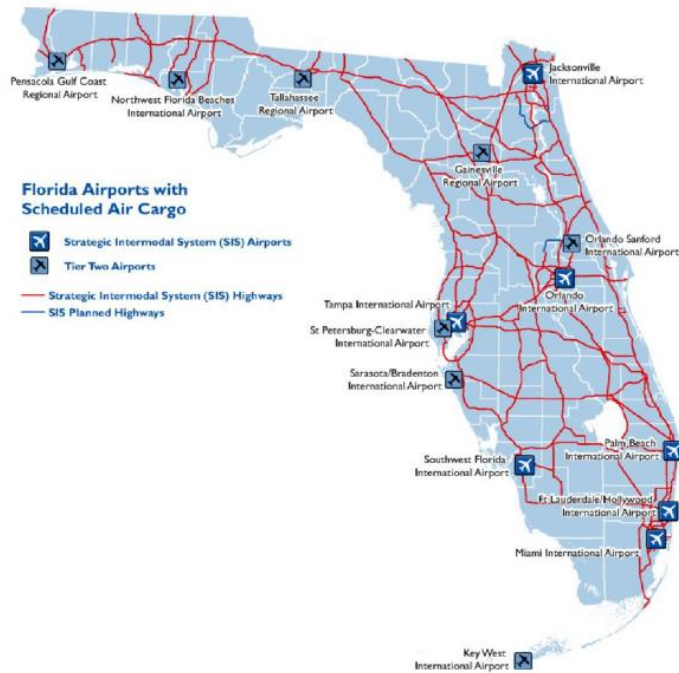 Jacksonville
International Airport
Pensacola Gulf Coast
Regional Airport
Northwest Florida Beaches
International Airport
Tallahassee
Regional Airport
Gainesville
Regional Airport
Florida Airports with
Scheduled Air Cargo
Strategic Intermodal System (SIS) Airports
Tier Two Airports
Strategic Intermodal System (SIS) Highways
SIS Planned Highways
Orlando Sanford
International Airport
Orlando
International Airport
Tampa International Airport
St Petersburg-Clearwater
International Airport
Sarasota/Bradenton
International Airport
Palm Beach
International Airport
Southwest Florida
International Airport
Ft Lauderdale/Hollywood
International Airport
Miami International Airport
Key West
International Airport